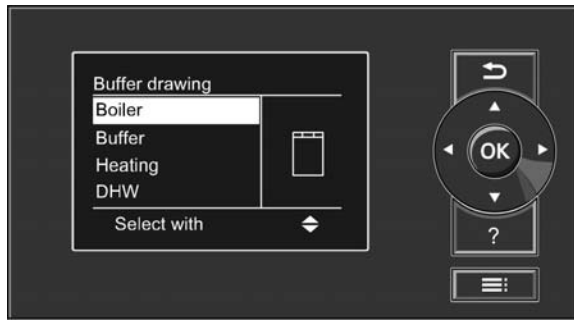 Buffer drawing
Boiler
Buffer
Heating
DHW
Select with
OK
?